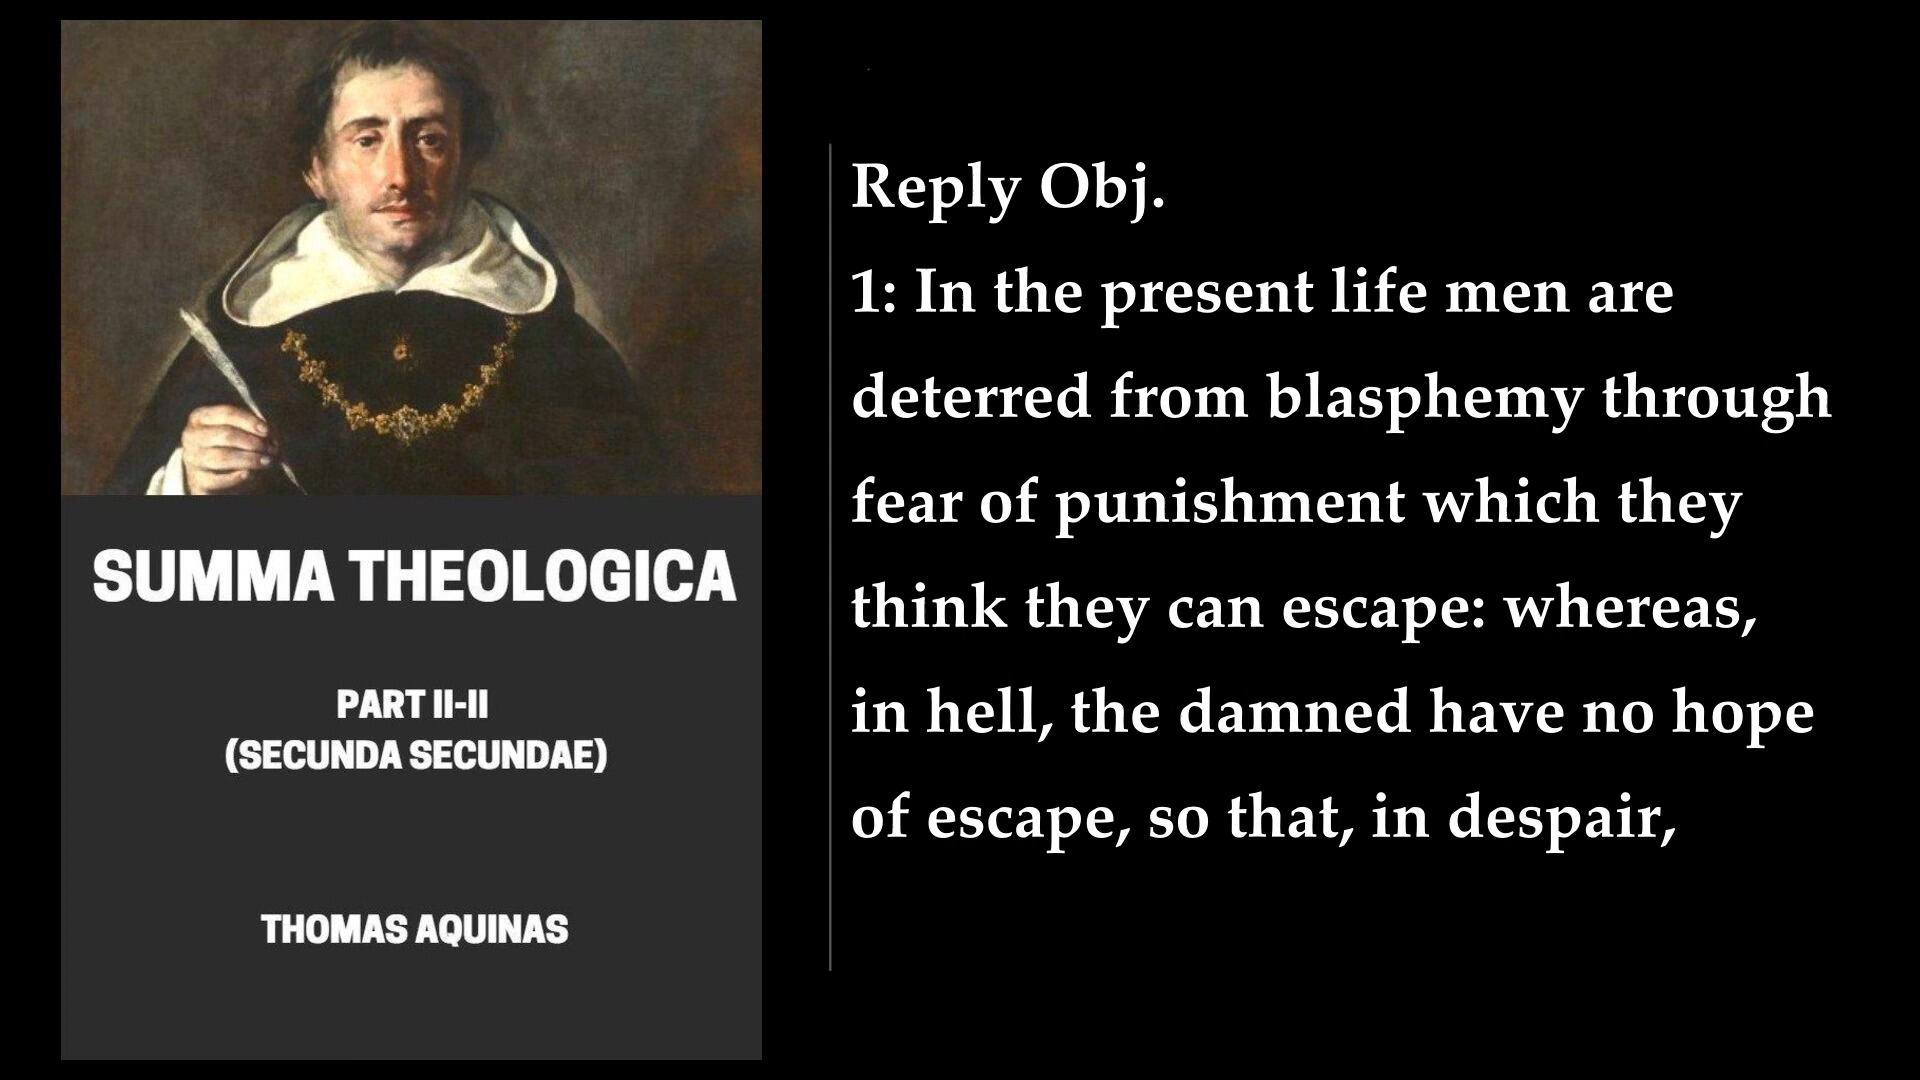 SUMMA THEOLOGICA
PART II-II
(SECUNDA SECUNDAE)
THOMAS AQUINAS
Reply Obj.
1: In the present life men are
deterred from blasphemy through
fear of punishment which they
think they can escape: whereas,
in hell, the damned have no hope
of escape, so that, in despair,